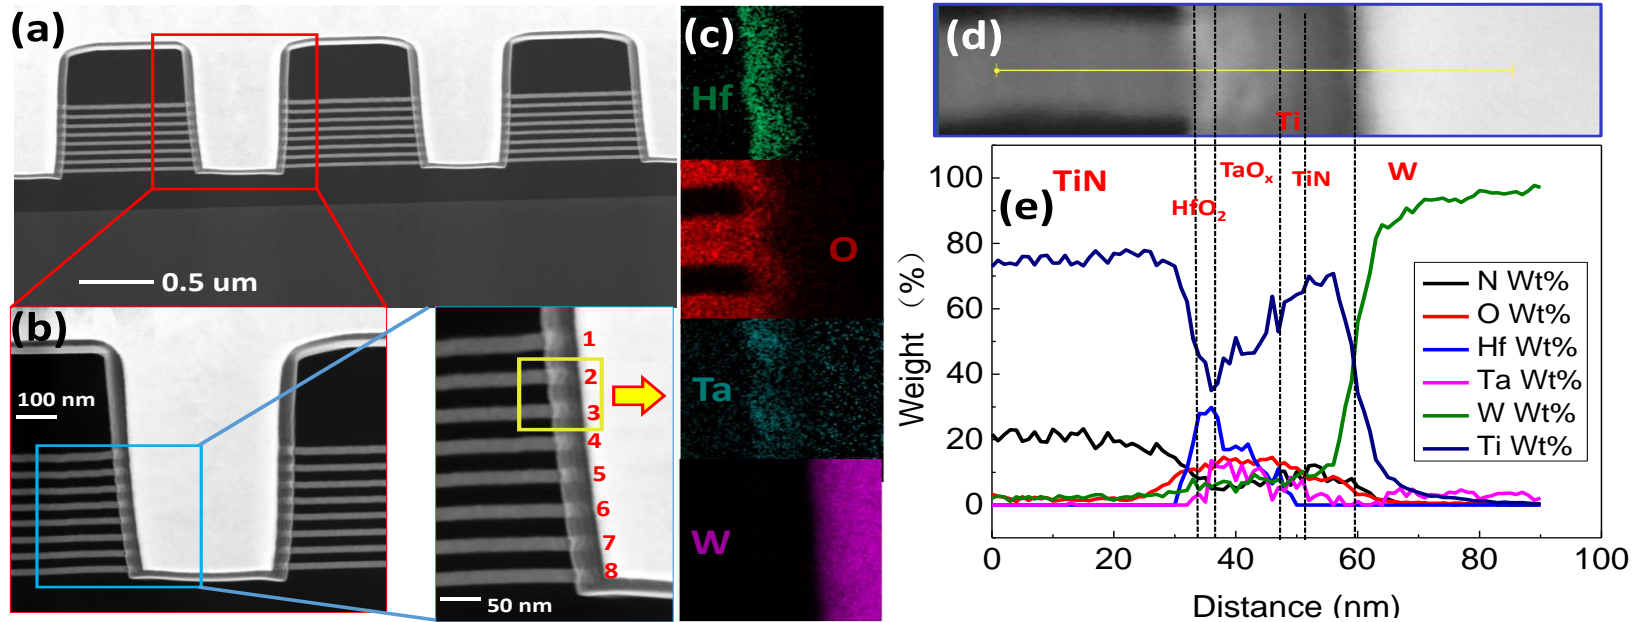 (a)
0.5 um
(b)
100 nm
1
2
3
4
5
6
7
8
50 nm
(c)
Hf
O
Ta
W
(d)
Ti
(e)
TiN
HfO₂
TaOₓ
TiN
W
Weight (%)
100
80
60
40
20
0
N Wt%
O Wt%
Hf Wt%
Ta Wt%
W Wt%
Ti Wt%
0 20 40 60 80 100
Distance (nm)